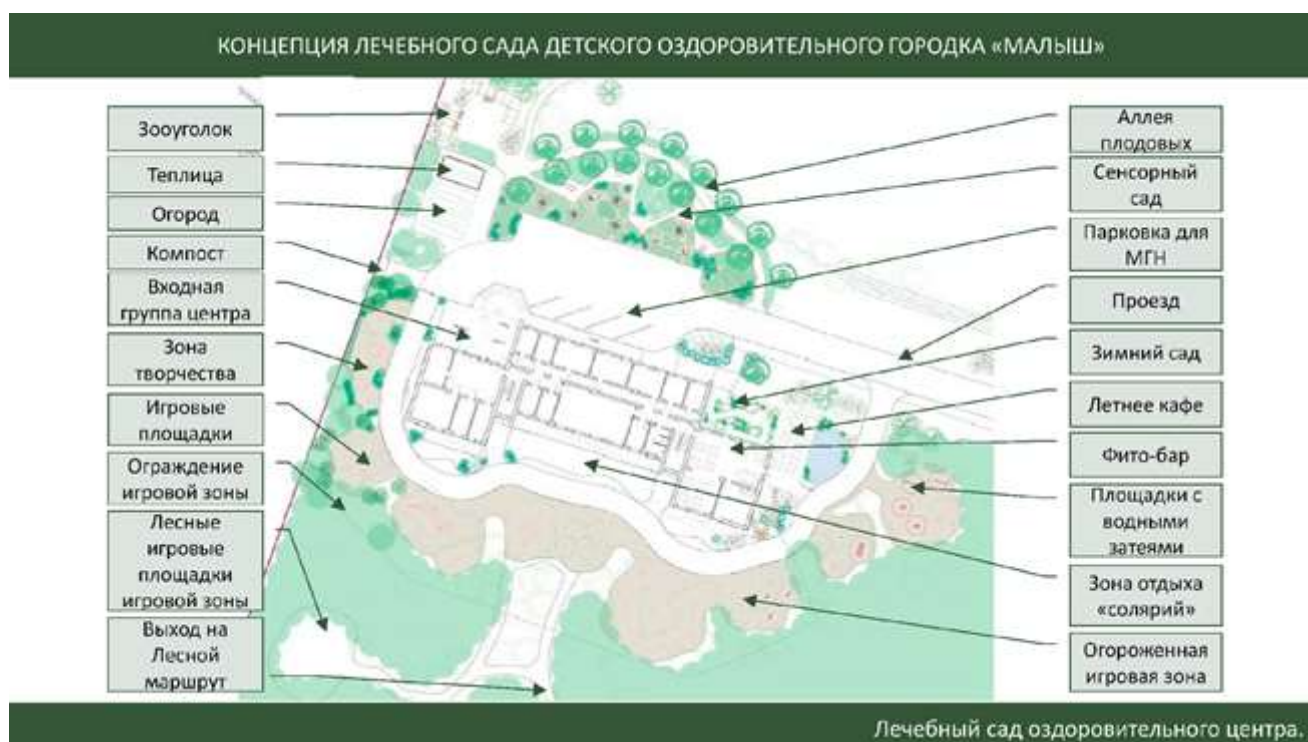 КОНЦЕПЦИЯ ЛЕЧЕБНОГО САДА ДЕТСКОГО ОЗДОРОВИТЕЛЬНОГО ГОРОДКА «МАЛЫШ»
Зооуголок
Теплица
Огород
Компост
Входная
группа центра
Зона
творчества
Игровые
площадки
Ограждение
игровой зоны
Лесные
игровые
площадки
игровой зоны
Выход на
Лесной
маршрут
Аллея
плодовых
Сенсорный
сад
Парковка для
МГН
Проезд
Зимний сад
Летнее кафе
Фито-бар
Площадки с
водными
затеями
Зона отдыха
«солярий»
Огороженная
игровая зона
Лечебный сад оздоровительного центра.